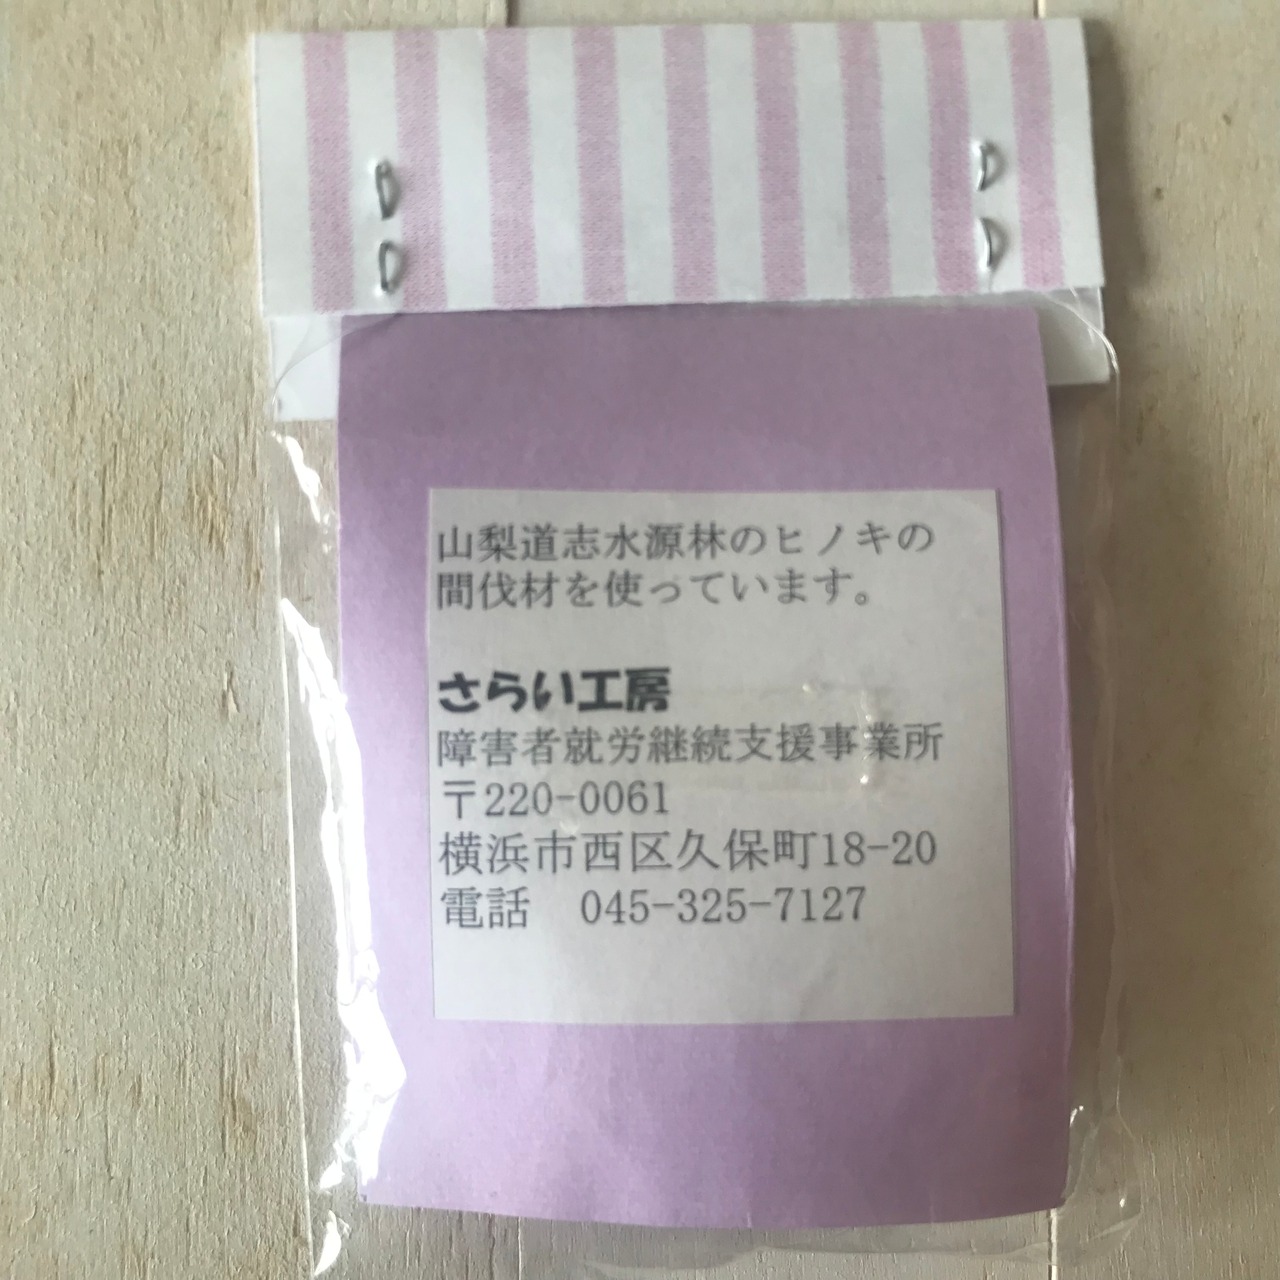 山梨道志水源林のヒノキの
間伐材を使っています。
さらい工房
障害者就労継続支援事業所
〒220-0061
横浜市西区久保町18-20
電話　045-325-7127